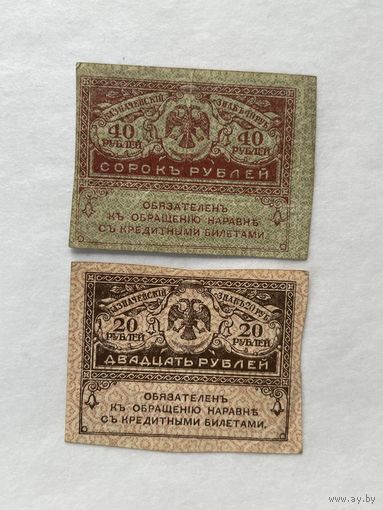 КАЗНАЧЕЙСКІЙ ЗНАКЪ
40 40
РУБЛЕЙ РУБЛЕЙ
СОРОКЪ РУБЛЕЙ
ОБЯЗАТЕЛЕНЪ
КЪ ОБРАЩЕНІЮ НАРАВНѢ
СЪ КРЕДИТНЫМИ БИЛЕТАМИ.
КАЗНАЧЕЙСКІЙ ЗНАКЪ
20 20
РУБЛЕЙ РУБЛЕЙ
ДВАДЦАТЬ РУБЛЕЙ
ОБЯЗАТЕЛЕНЪ
КЪ ОБРАЩЕНІЮ НАРАВНѢ
СЪ КРЕДИТНЫМИ БИЛЕТАМИ.
ay.by